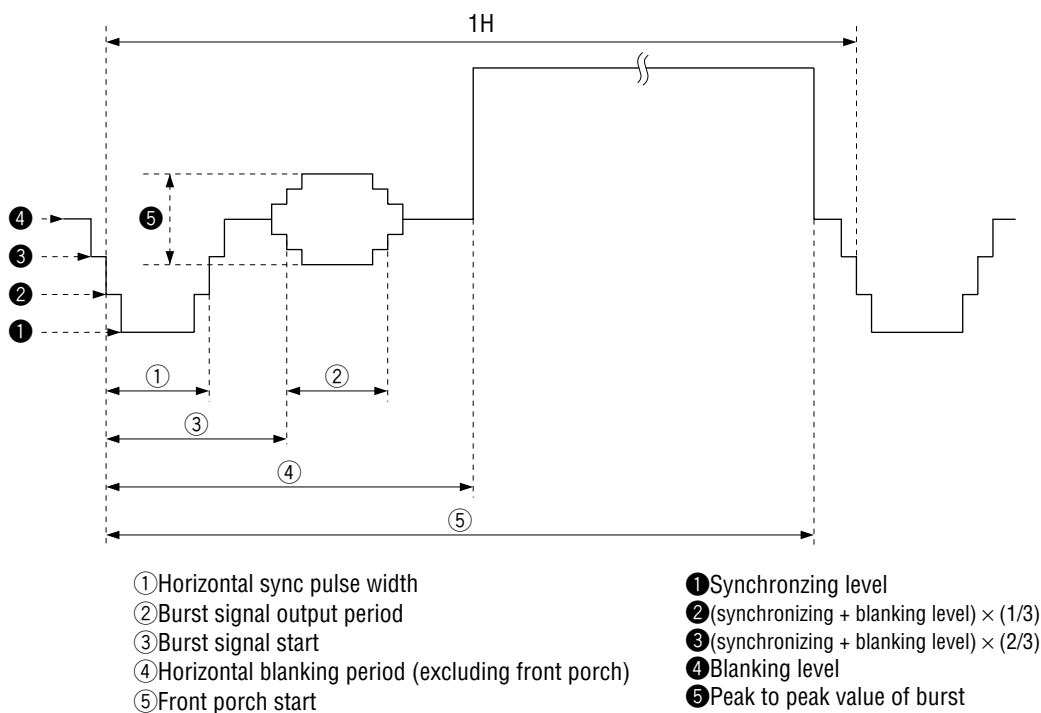 1H
❹
❺
❸
❷
❶
①
②
③
④
⑤
①Horizontal sync pulse width
②Burst signal output period
③Burst signal start
④Horizontal blanking period (excluding front porch)
⑤Front porch start
❶Synchronzing level
❷(synchronizing + blanking level) × (1/3)
❸(synchronizing + blanking level) × (2/3)
❹Blanking level
❺Peak to peak value of burst